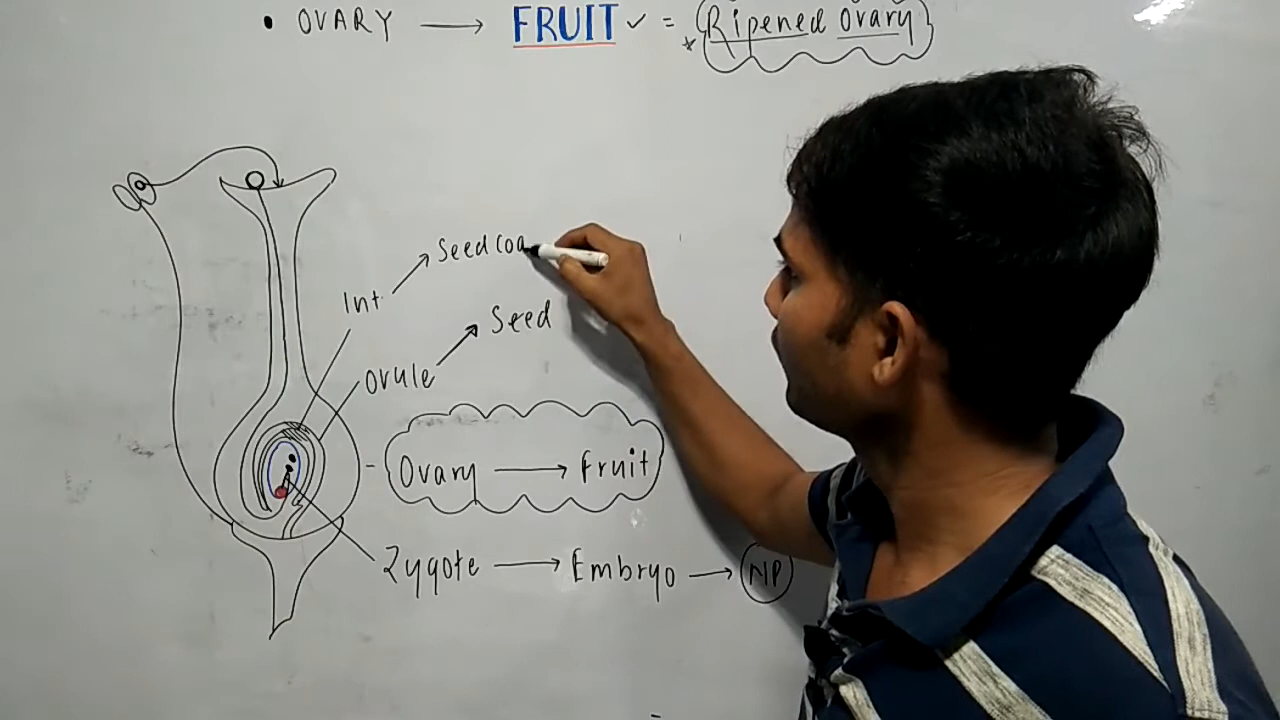 • OVARY → FRUIT ✓ = * Ripened Ovary
Seed coa
Int.
Seed
Ovule
- Ovary → Fruit
Zygote → Embryo → NP